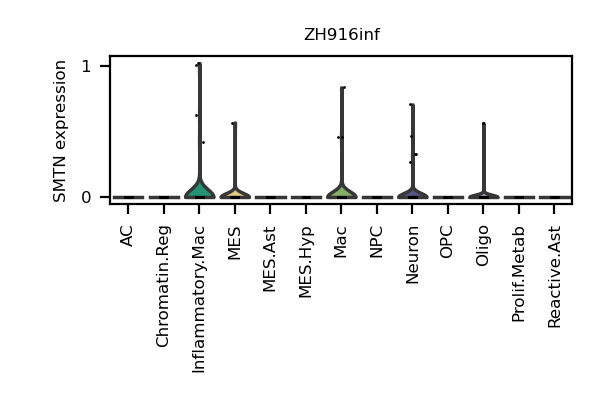 ZH916inf
SMTN expression
1
0
AC
Chromatin.Reg
Inflammatory.Mac
MES
MES.Ast
MES.Hyp
Mac
NPC
Neuron
OPC
Oligo
Prolif.Metab
Reactive.Ast